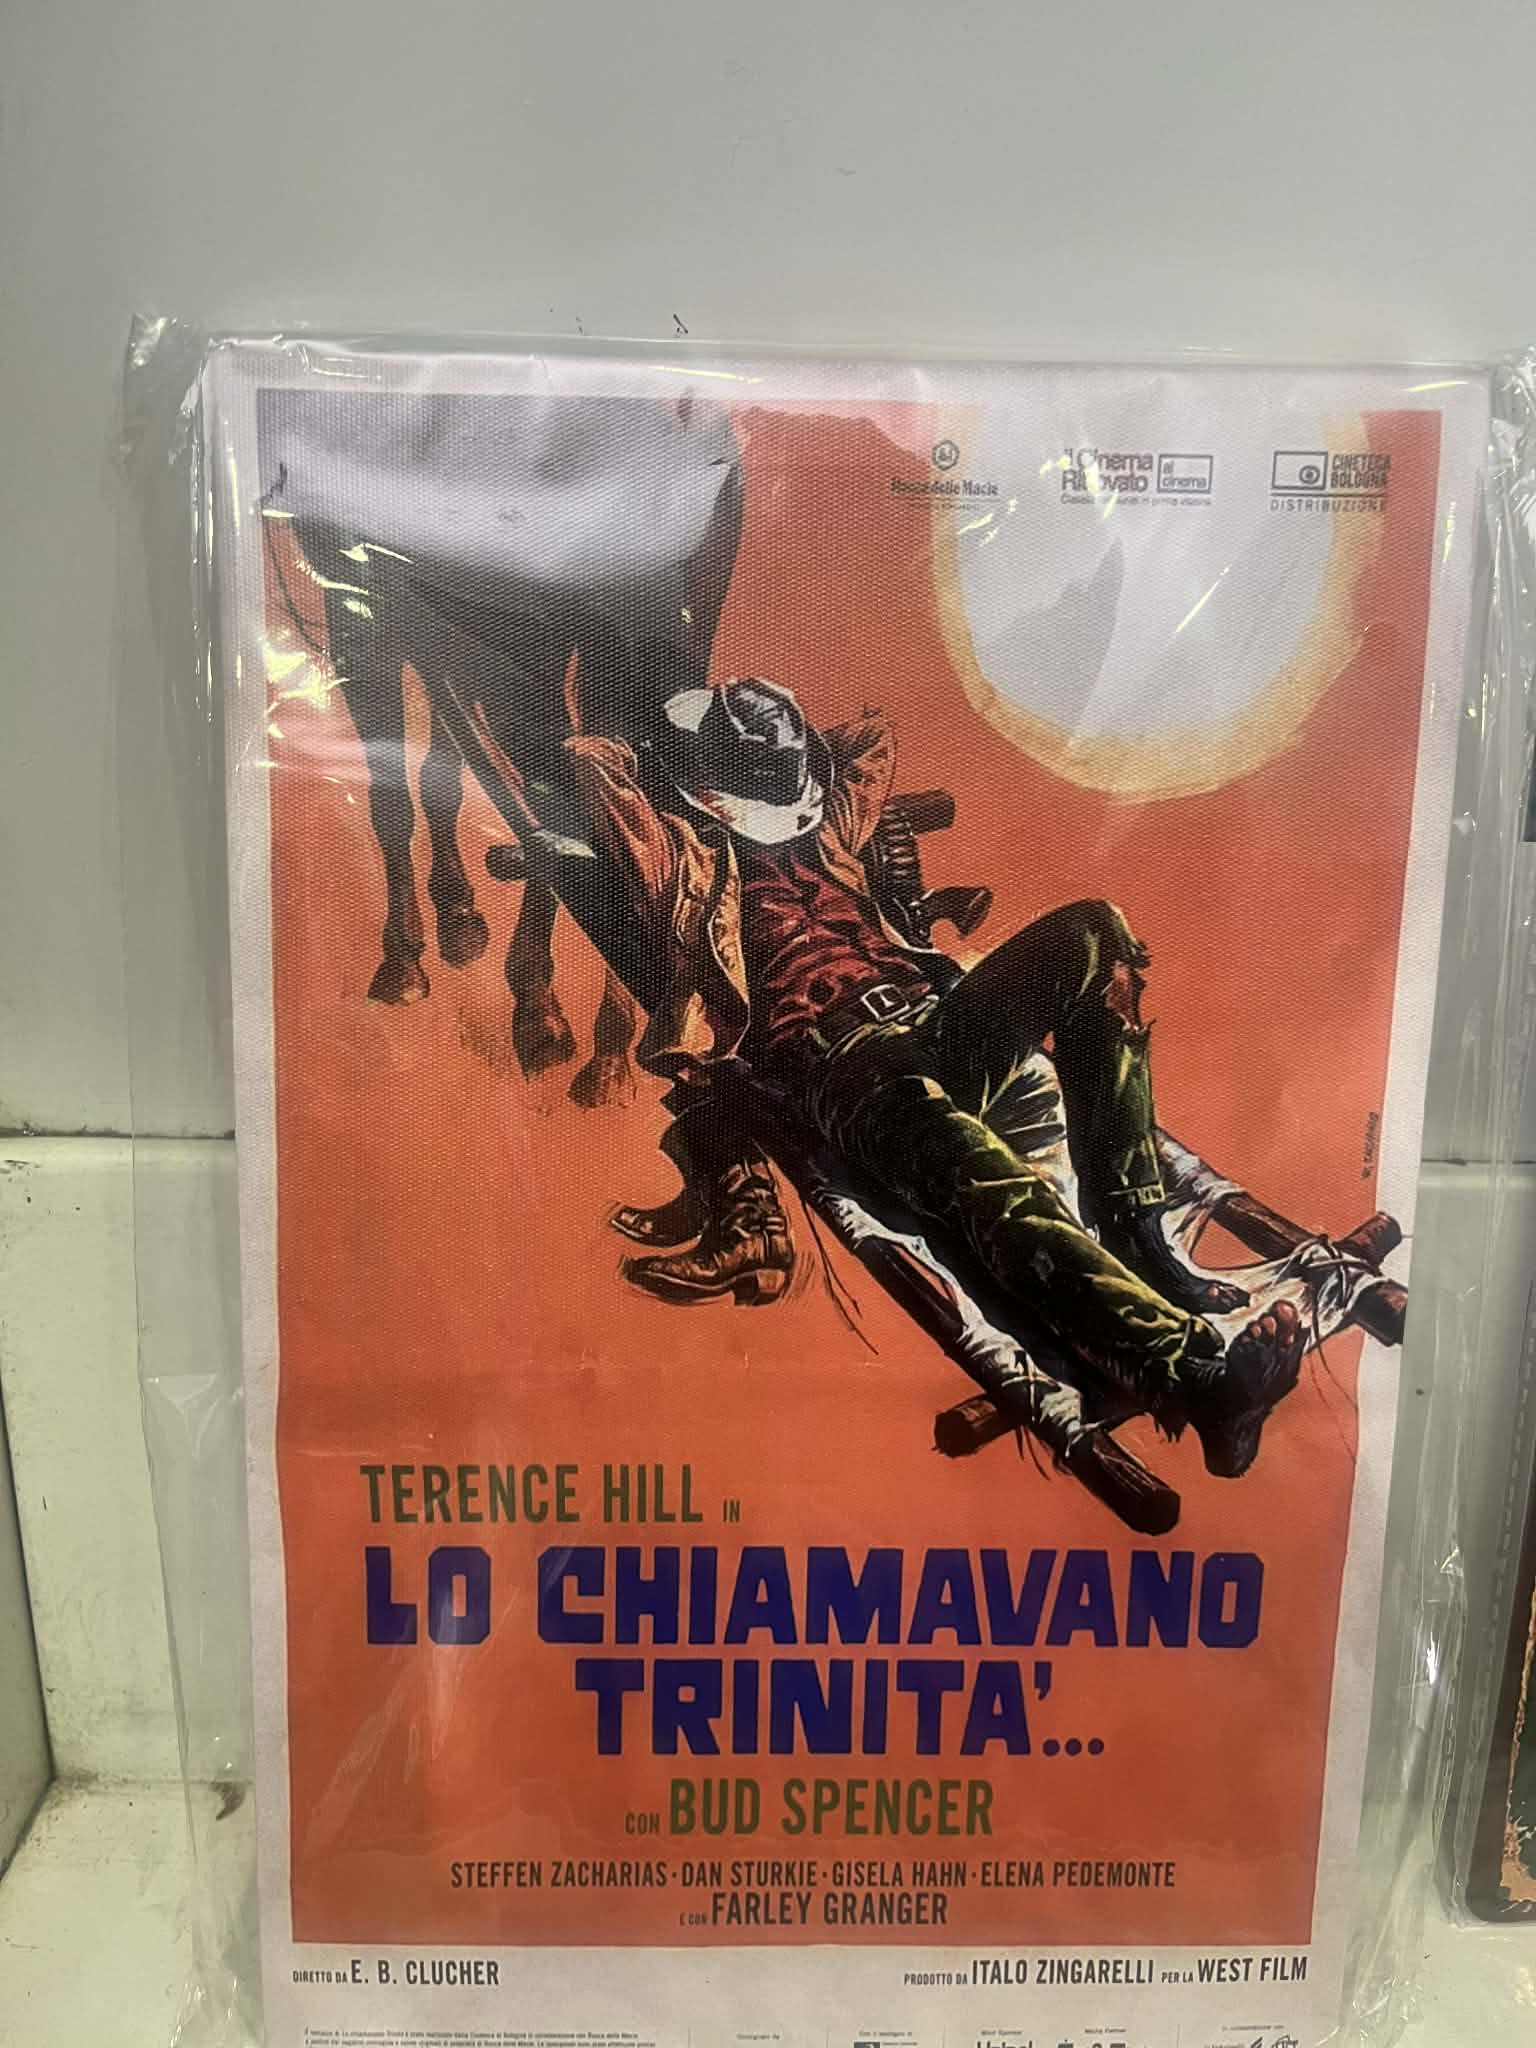 Rocca delle Macìe
il Cinema
Ritrovato
al
cinema
CINETECA
BOLOGNA
DISTRIBUZIONE
TERENCE HILL IN
LO CHIAMAVANO
TRINITA'...
CON BUD SPENCER
STEFFEN ZACHARIAS · DAN STURKIE · GISELA HAHN · ELENA PEDEMONTE
E CON FARLEY GRANGER
DIRETTO DA E. B. CLUCHER
PRODOTTO DA ITALO ZINGARELLI PER LA WEST FILM